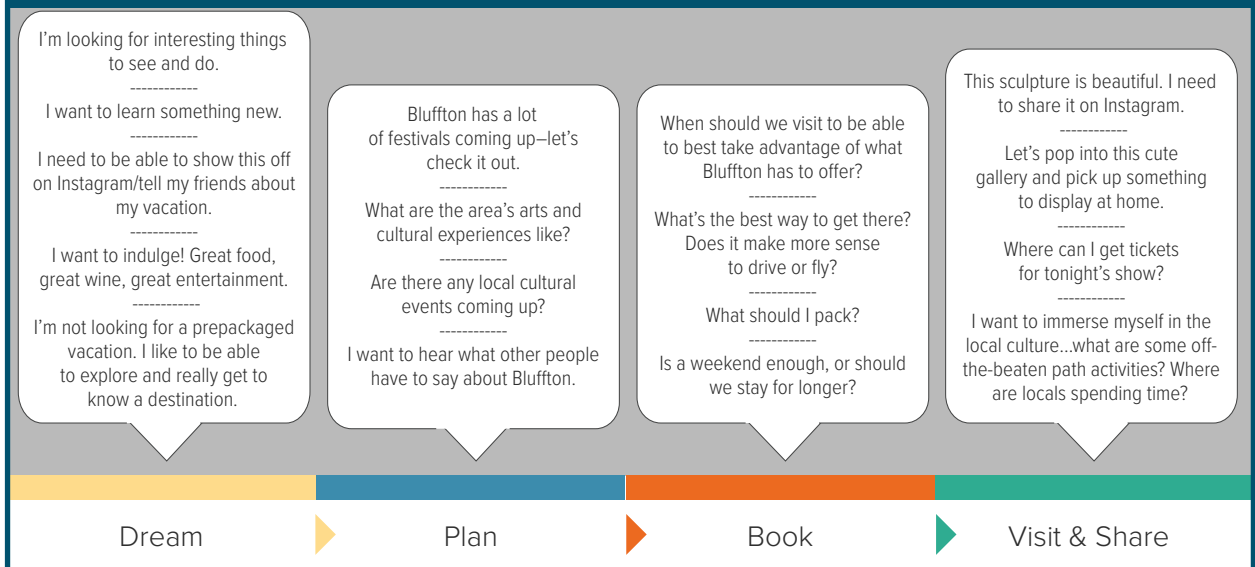 I'm looking for interesting things
to see and do.
------------
I want to learn something new.
------------
I need to be able to show this off
on Instagram/tell my friends about
my vacation.
------------
I want to indulge! Great food,
great wine, great entertainment.
------------
I'm not looking for a prepackaged
vacation. I like to be able
to explore and really get to
know a destination.
Bluffton has a lot
of festivals coming up–let's
check it out.
------------
What are the area's arts and
cultural experiences like?
------------
Are there any local cultural
events coming up?
------------
I want to hear what other people
have to say about Bluffton.
When should we visit to be able
to best take advantage of what
Bluffton has to offer?
------------
What's the best way to get there?
Does it make more sense
to drive or fly?
------------
What should I pack?
------------
Is a weekend enough, or should
we stay for longer?
This sculpture is beautiful. I need
to share it on Instagram.
------------
Let's pop into this cute
gallery and pick up something
to display at home.
------------
Where can I get tickets
for tonight's show?
------------
I want to immerse myself in the
local culture...what are some off-
the-beaten path activities? Where
are locals spending time?
Dream
Plan
Book
Visit & Share